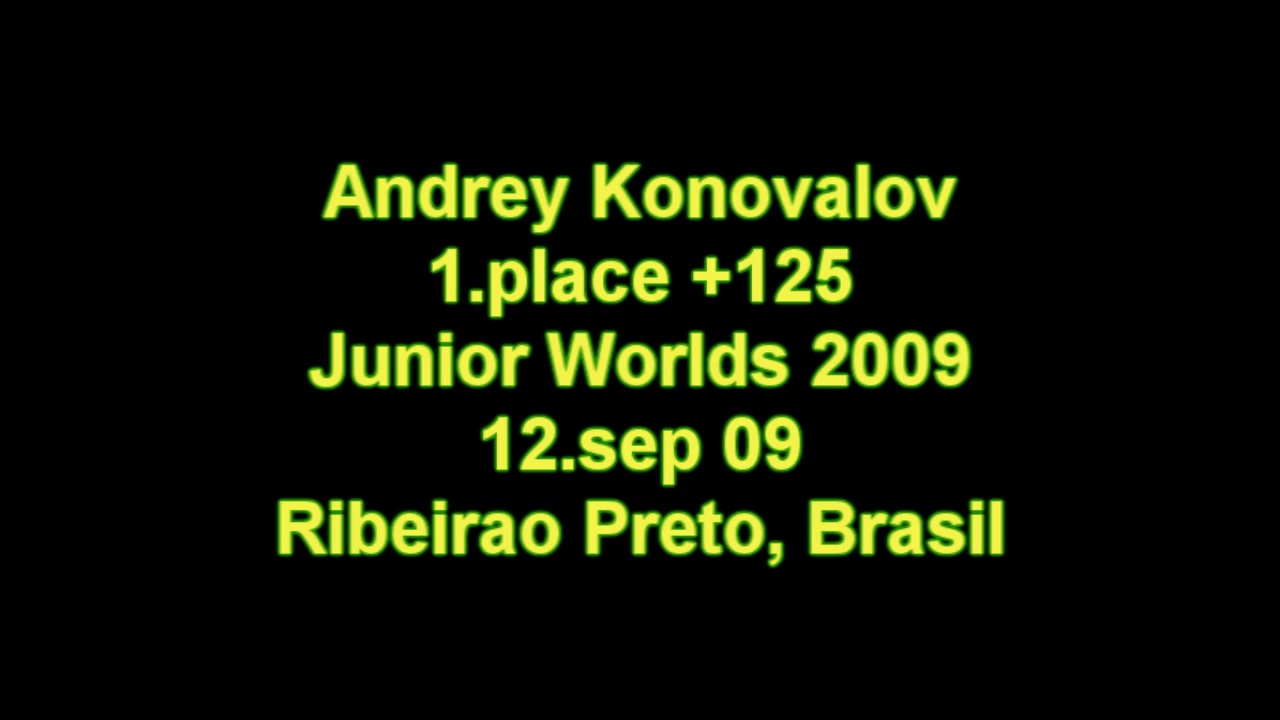 Andrey Konovalov
1.place +125
Junior Worlds 2009
12.sep 09
Ribeirao Preto, Brasil